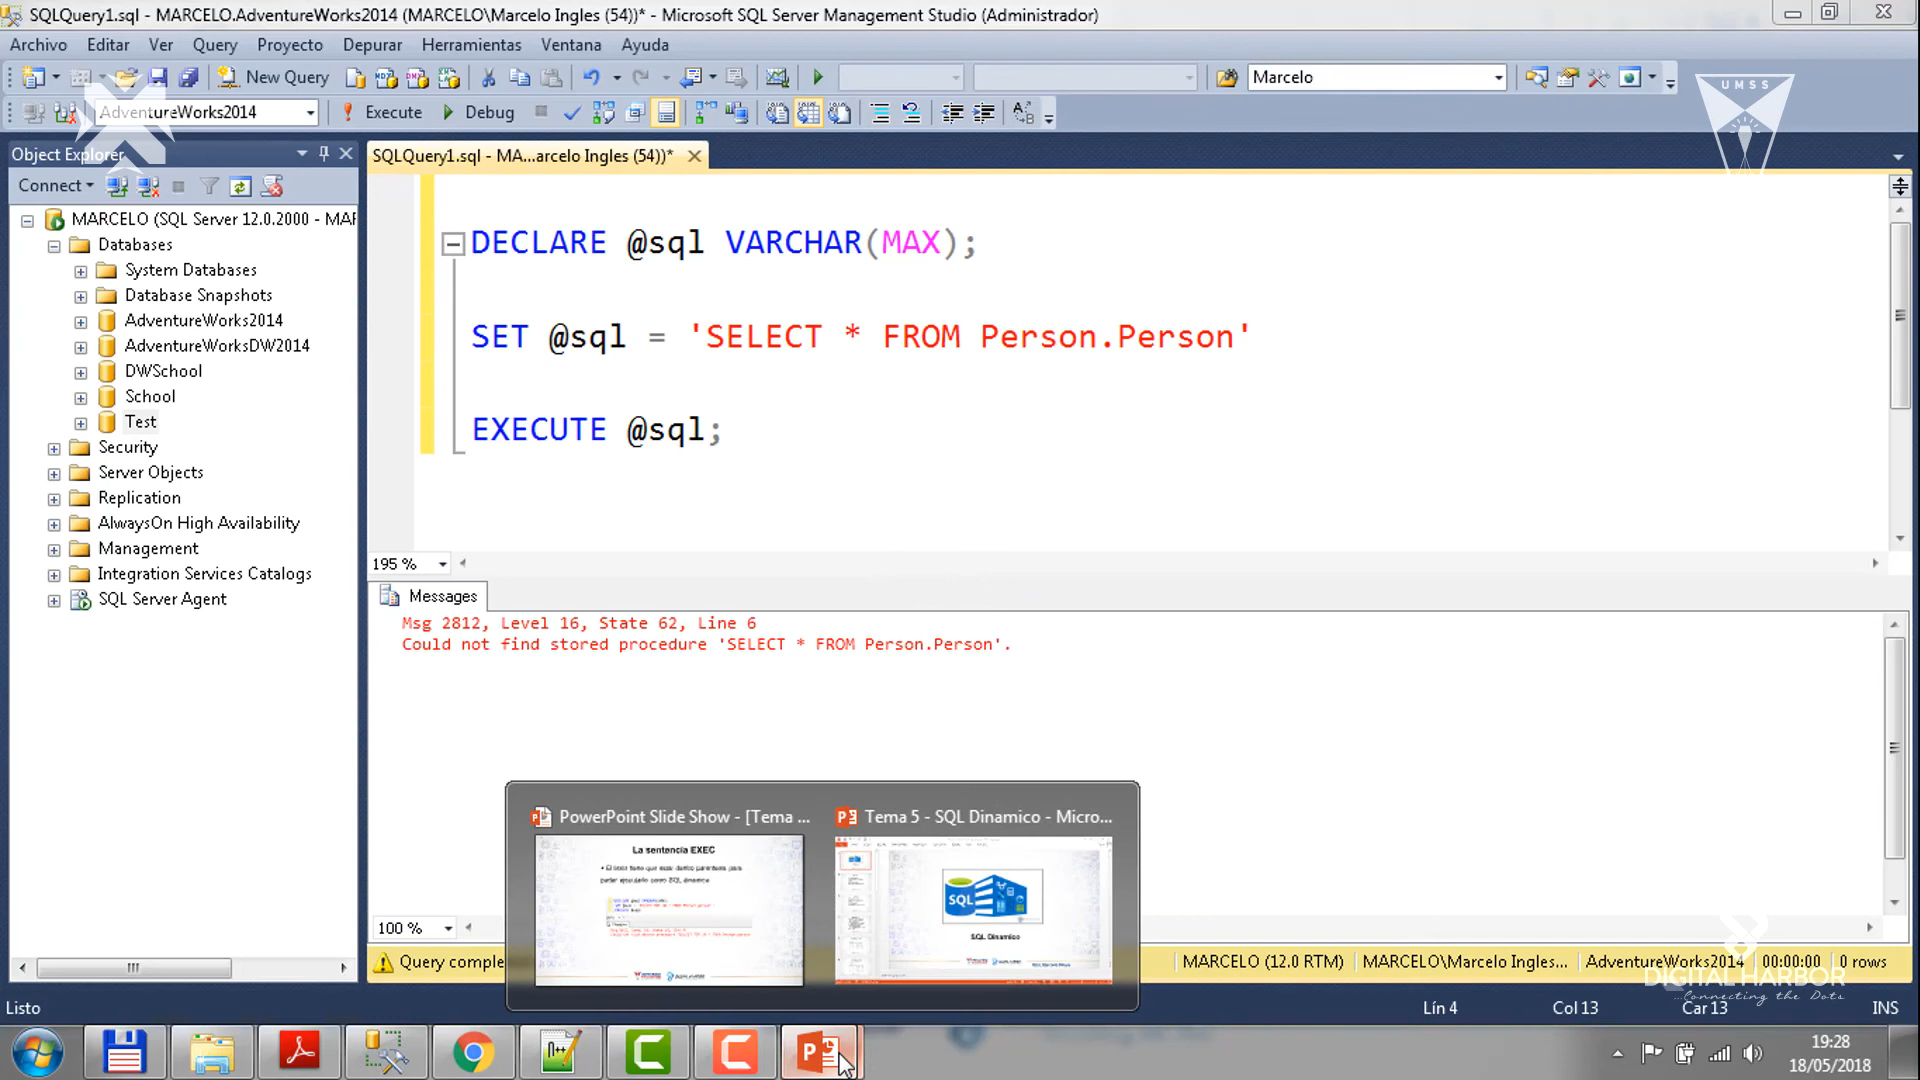 SQLQuery1.sql - MARCELO.AdventureWorks2014 (MARCELO\Marcelo Ingles (54))* - Microsoft SQL Server Management Studio (Administrador)
Archivo Editar Ver Query Proyecto Depurar Herramientas Ventana Ayuda
New Query Marcelo
AdventureWorks2014 Execute Debug
UMSS
Object Explorer
SQLQuery1.sql - MA...arcelo Ingles (54))*
Connect
MARCELO (SQL Server 12.0.2000 - MAF
Databases
System Databases
Database Snapshots
AdventureWorks2014
AdventureWorksDW2014
DWSchool
School
Test
Security
Server Objects
Replication
AlwaysOn High Availability
Management
Integration Services Catalogs
SQL Server Agent
DECLARE @sql VARCHAR(MAX);
SET @sql = 'SELECT * FROM Person.Person'
EXECUTE @sql;
195 %
Messages
Msg 2812, Level 16, State 62, Line 6
Could not find stored procedure 'SELECT * FROM Person.Person'.
PowerPoint Slide Show - [Tema ...
Tema 5 - SQL Dinamico - Micro...
La sentencia EXEC
SQL
SQL Dinamico
100 %
Query comple
MARCELO (12.0 RTM) MARCELO\Marcelo Ingles... AdventureWorks2014 00:00:00 0 rows
DIGITAL HARBOR
...Connecting the Dots
Listo Lín 4 Col 13 Car 13 INS
19:28
18/05/2018